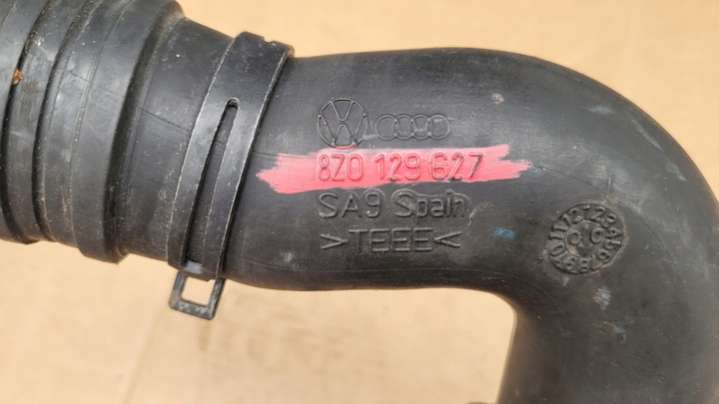 8Z0 129 627
SA9 Spain
>TEEE<